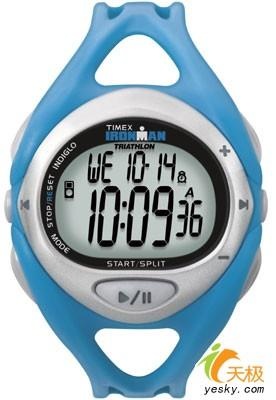 TIMEX
IRONMAN
TRIATHLON
INDIGLO
STOP/RESET
MODE
WE 10-14
10:09 36
A
START/SPLIT
天极
yesky.com